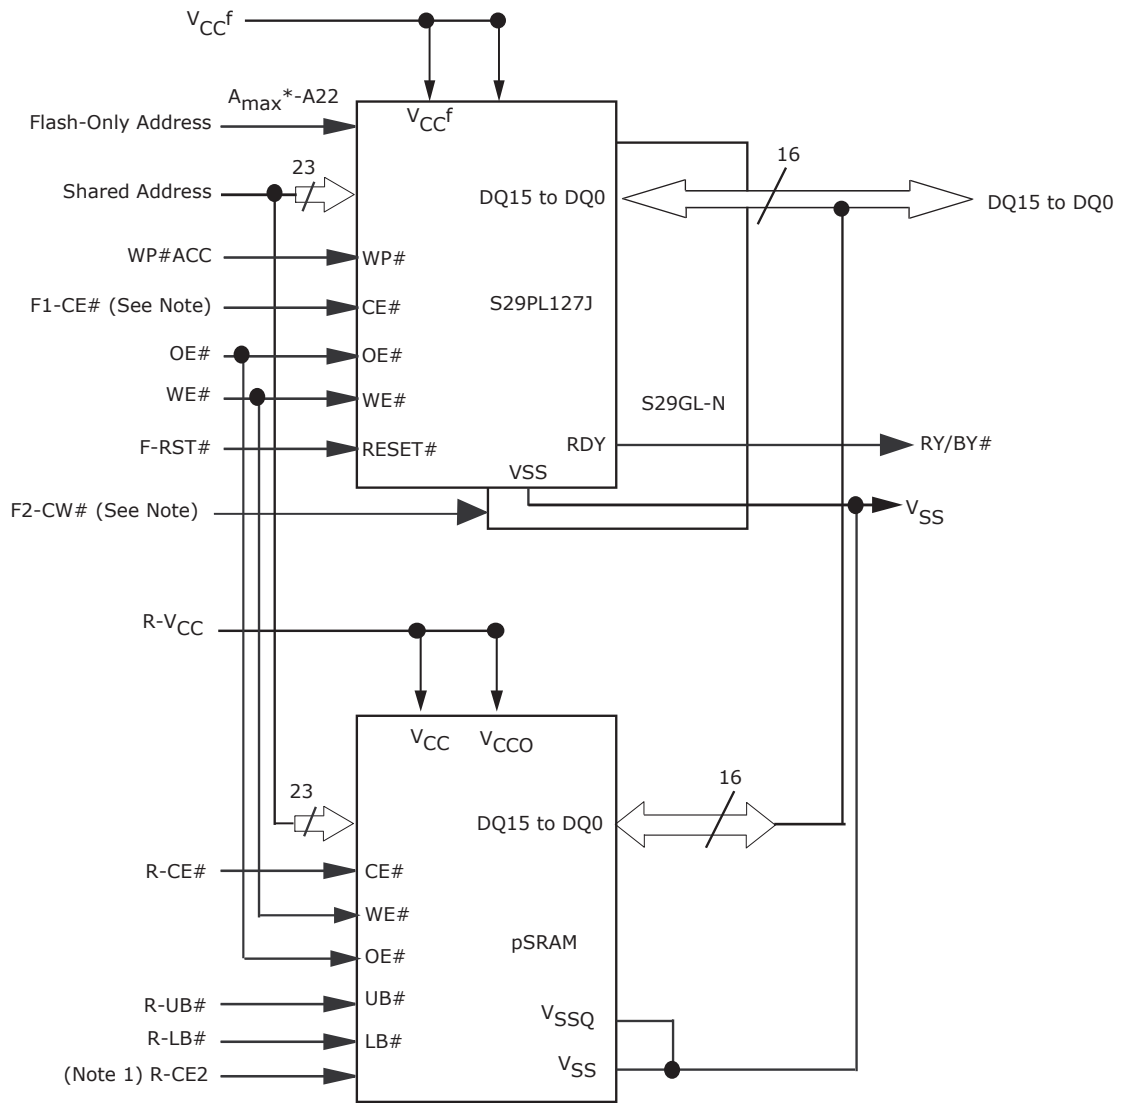 VCCf
Amax*-A22
Flash-Only Address
VCCf
23
16
Shared Address
DQ15 to DQ0
DQ15 to DQ0
WP#ACC
WP#
F1-CE# (See Note)
CE#
S29PL127J
OE#
OE#
WE#
WE#
S29GL-N
F-RST#
RESET#
RDY
RY/BY#
VSS
F2-CW# (See Note)
VSS
R-VCC
VCC
VCCO
23
16
DQ15 to DQ0
R-CE#
CE#
WE#
pSRAM
OE#
R-UB#
UB#
VSSQ
R-LB#
LB#
VSS
(Note 1) R-CE2